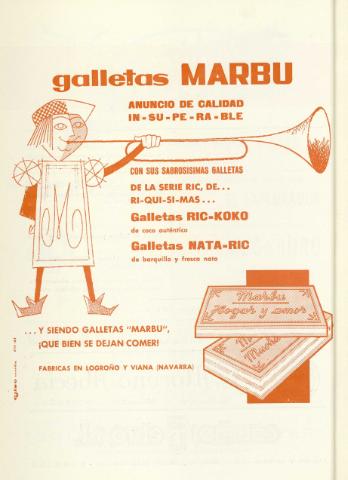 galletas MARBU
ANUNCIO DE CALIDAD
IN-SU-PE-RA-BLE
CON SUS SABROSISIMAS GALLETAS
DE LA SERIE RIC, DE...
RI-QUI-SI-MAS...
Galletas RIC-KOKO
de coco auténtico
Galletas NATA-RIC
de barquillo y fresca nata
M
Marbu
Hogar y amor
...Y SIENDO GALLETAS "MARBU",
¡QUE BIEN SE DEJAN COMER!
FABRICAS EN LOGROÑO Y VIANA (NAVARRA)